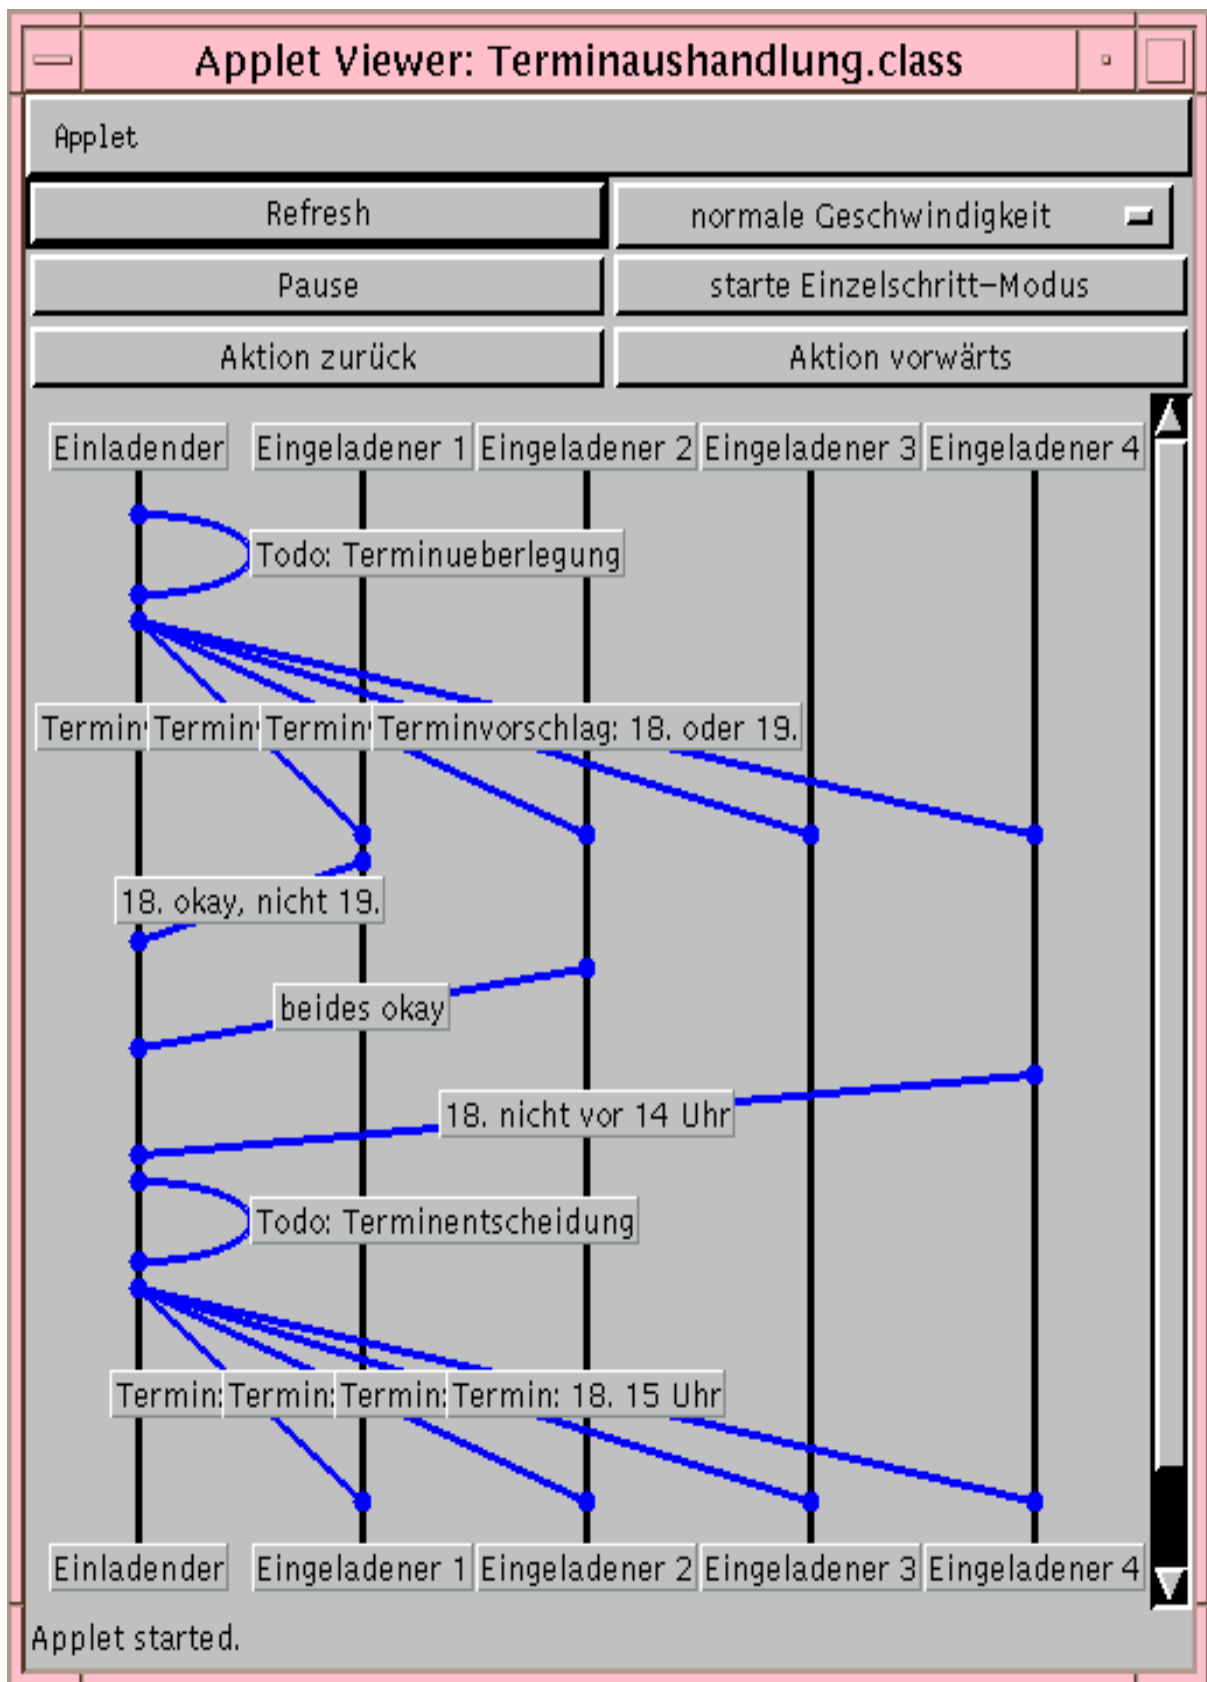 Applet Viewer: Terminaushandlung.class
Applet
Refresh
normale Geschwindigkeit
Pause
starte Einzelschritt-Modus
Aktion zurück
Aktion vorwärts
Einladender
Eingeladener 1
Eingeladener 2
Eingeladener 3
Eingeladener 4
Todo: Terminueberlegung
Termin
Termin
Termin
Terminvorschlag: 18. oder 19.
18. okay, nicht 19.
beides okay
18. nicht vor 14 Uhr
Todo: Terminentscheidung
Termin:
Termin:
Termin:
Termin: 18. 15 Uhr
Einladender
Eingeladener 1
Eingeladener 2
Eingeladener 3
Eingeladener 4
Applet started.